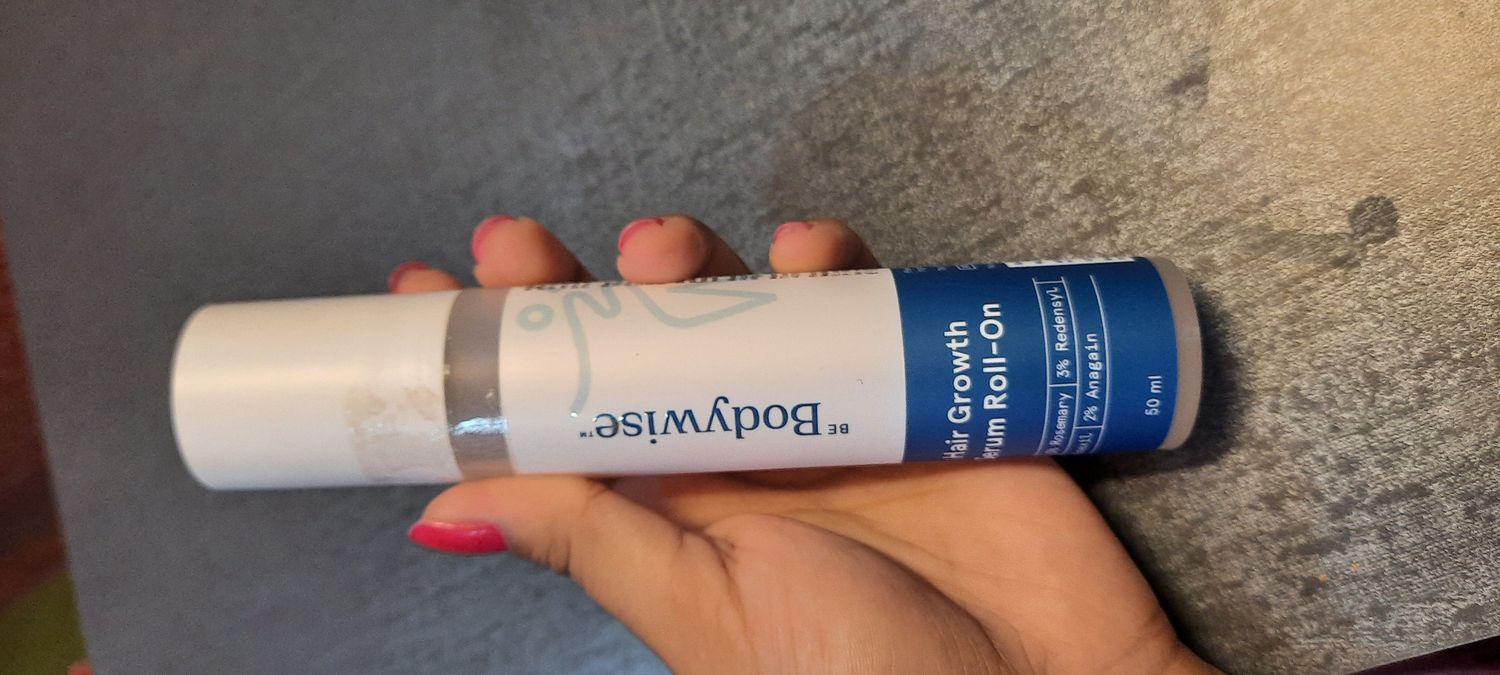 BE
Bodywise™
Hair Growth
Serum Roll-On
Rosemary | 3% Redensyl
2% Anagain
50 ml